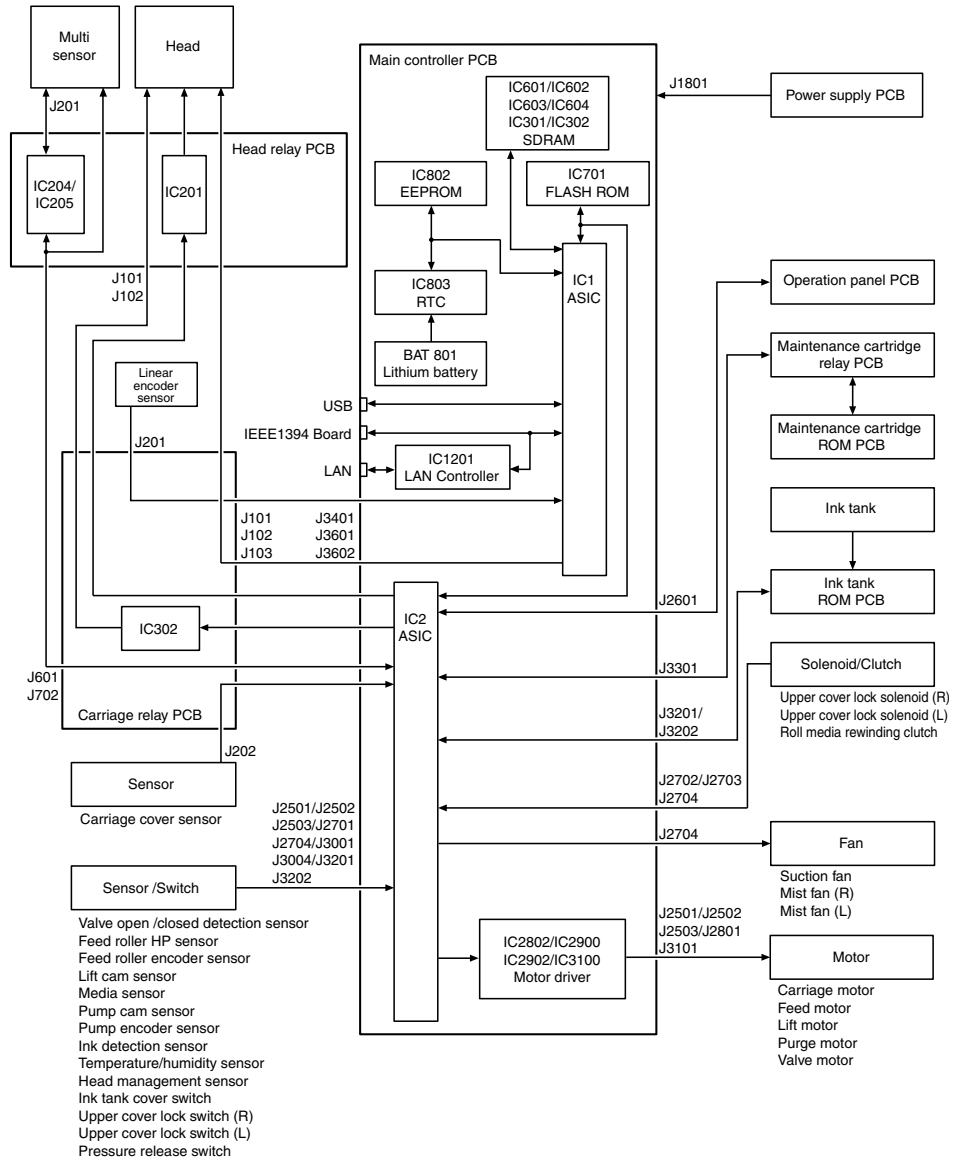 Multi
sensor
Head
J201
Head relay PCB
IC204/
IC205
IC201
J101
J102
Linear
encoder
sensor
J201
Main controller PCB
IC601/IC602
IC603/IC604
IC301/IC302
SDRAM
IC802
EEPROM
IC701
FLASH ROM
IC803
RTC
IC1
ASIC
BAT 801
Lithium battery
USB
IEEE1394 Board
LAN
IC1201
LAN Controller
J1801
Power supply PCB
Operation panel PCB
Maintenance cartridge
relay PCB
Maintenance cartridge
ROM PCB
Ink tank
Ink tank
ROM PCB
J101
J102
J103
J3401
J3601
J3602
IC302
J601
J702
Carriage relay PCB
IC2
ASIC
J2601
J3301
J3201/
J3202
J2702/J2703
J2704
J2704
Solenoid/Clutch
Upper cover lock solenoid (R)
Upper cover lock solenoid (L)
Roll media rewinding clutch
J202
Sensor
Carriage cover sensor
J2501/J2502
J2503/J2701
J2704/J3001
J3004/J3201
J3202
Sensor /Switch
Valve open /closed detection sensor
Feed roller HP sensor
Feed roller encoder sensor
Lift cam sensor
Media sensor
Pump cam sensor
Pump encoder sensor
Ink detection sensor
Temperature/humidity sensor
Head management sensor
Ink tank cover switch
Upper cover lock switch (R)
Upper cover lock switch (L)
Pressure release switch
IC2802/IC2900
IC2902/IC3100
Motor driver
J2501/J2502
J2503/J2801
J3101
Fan
Suction fan
Mist fan (R)
Mist fan (L)
Motor
Carriage motor
Feed motor
Lift motor
Purge motor
Valve motor